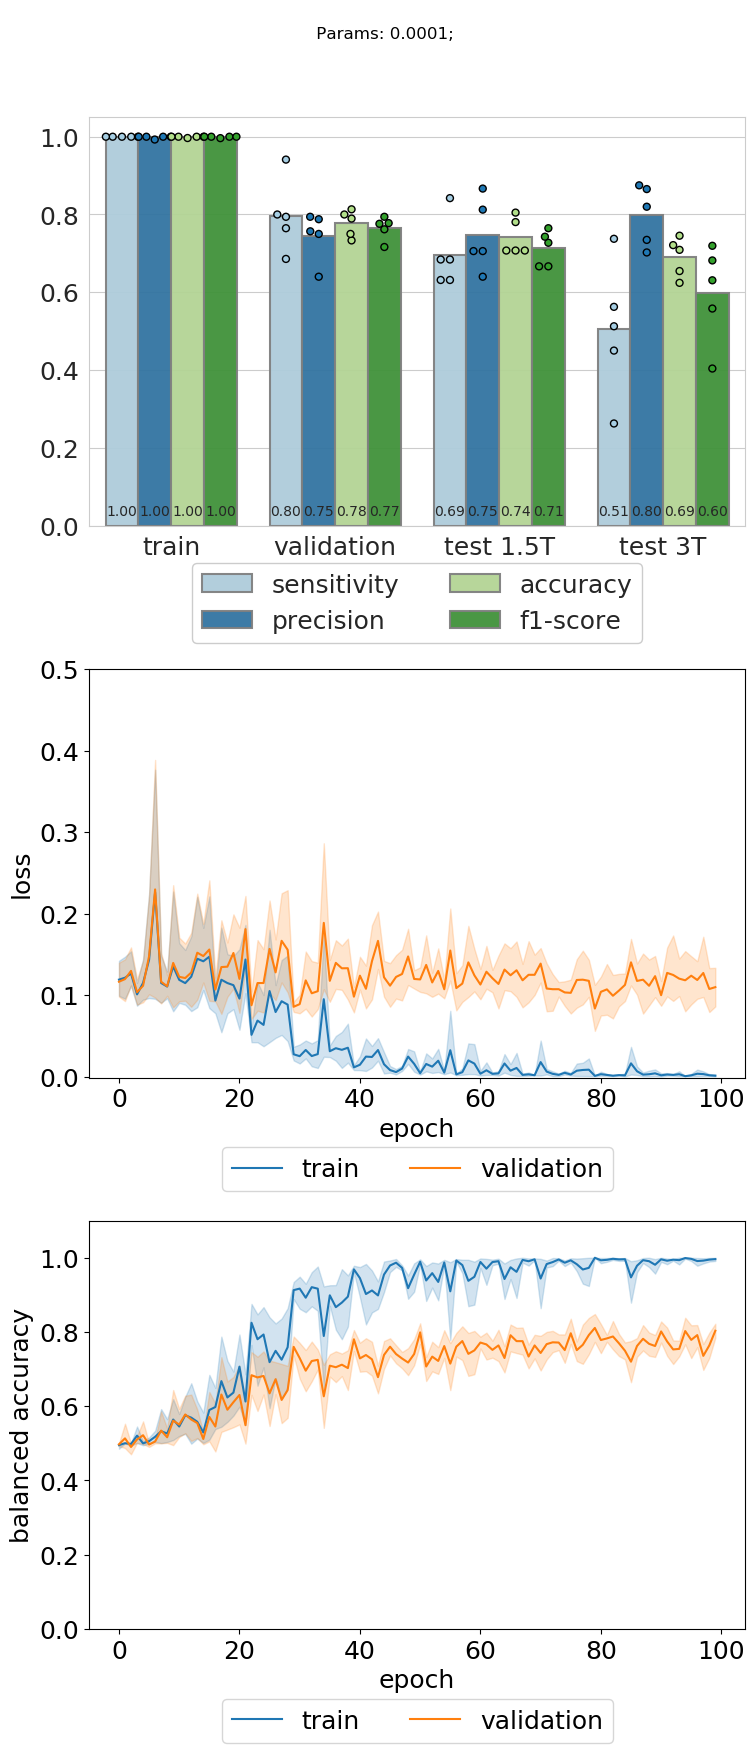 Params: 0.0001;
1.0
0.8
0.6
0.4
0.2
0.0
1.00 1.00 1.00 1.00 0.80 0.75 0.78 0.77 0.69 0.75 0.74 0.71 0.51 0.80 0.69 0.60
train validation test 1.5T test 3T
sensitivity accuracy
precision f1-score
0.5
0.4
0.3
0.2
0.1
0.0
loss
0 20 40 60 80 100
epoch
train validation
1.0
0.8
0.6
0.4
0.2
0.0
balanced accuracy
0 20 40 60 80 100
epoch
train validation